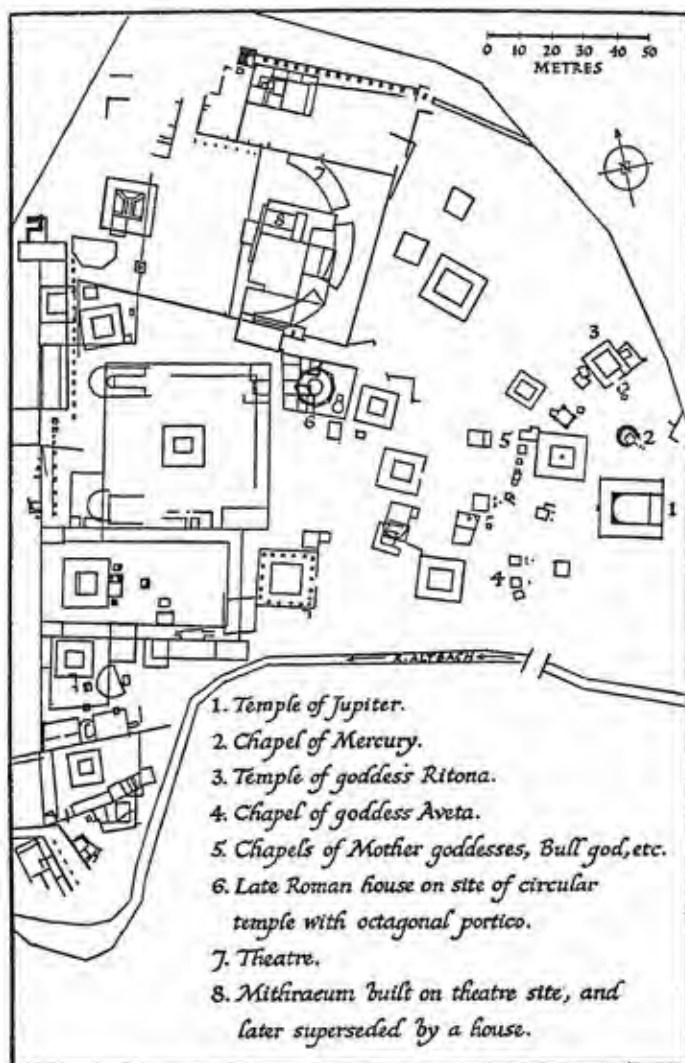 0 10 20 30 40 50
METRES
7
8
3
2
6
5
1
4
R. ALTBACH
1. Temple of Jupiter.
2. Chapel of Mercury.
3. Temple of goddess Ritona.
4. Chapel of goddess Aveta.
5. Chapels of Mother goddesses, Bull god, etc.
6. Late Roman house on site of circular
temple with octagonal portico.
7. Theatre.
8. Mithraeum built on theatre site, and
later superseded by a house.